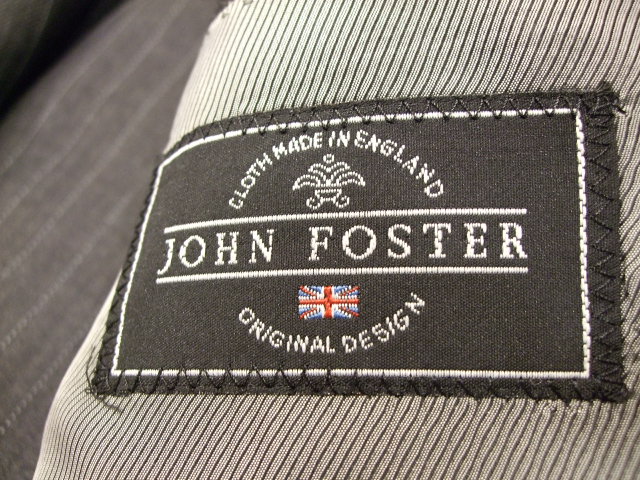 CLOTH MADE IN ENGLAND
JOHN FOSTER
ORIGINAL DESIGN